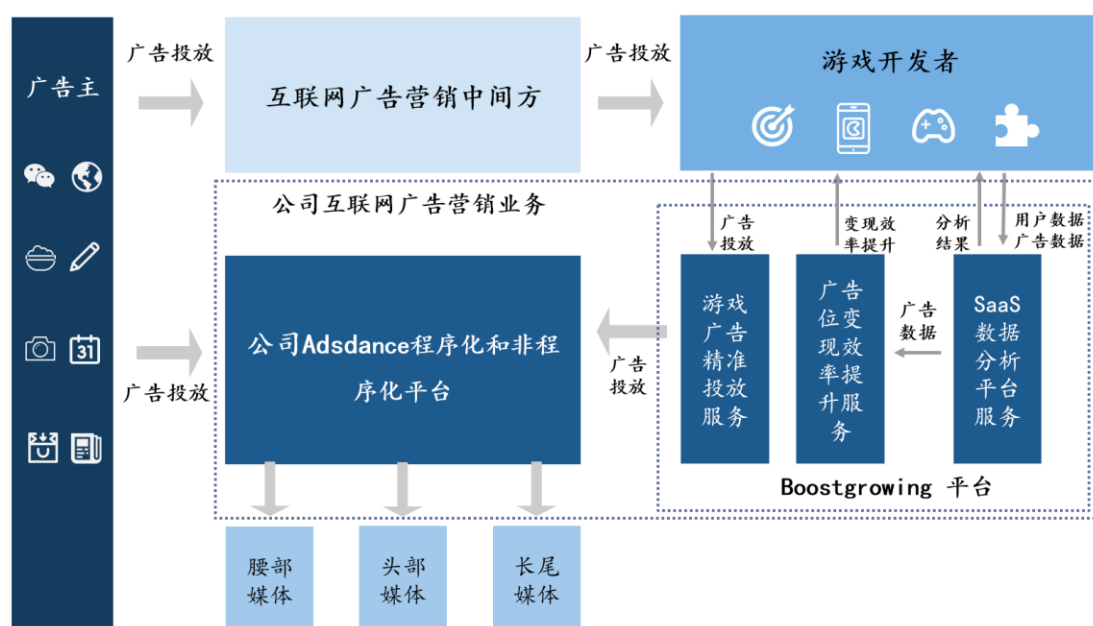 广告主
31
广告投放
互联网广告营销中间方
广告投放
游戏开发者
公司互联网广告营销业务
广告
投放
变现效
率提升
分析
结果
用户数据
广告数据
广告投放
公司Adsdance程序化和非程
序化平台
广告
投放
游戏
广告
精准
投放
服务
广告
位变
现效
率提
升服
务
广告
数据
SaaS
数据
分析
平台
服务
Boostgrowing 平台
腰部
媒体
头部
媒体
长尾
媒体